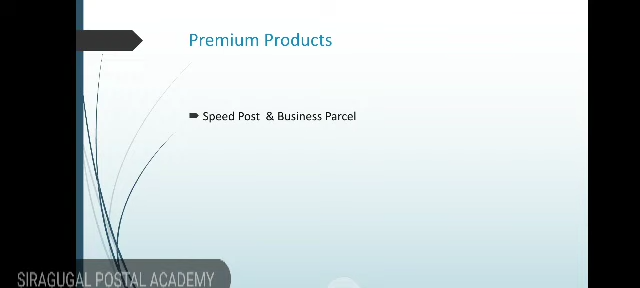 Premium Products
Speed Post & Business Parcel
SIRAGUGAL POSTAL ACADEMY